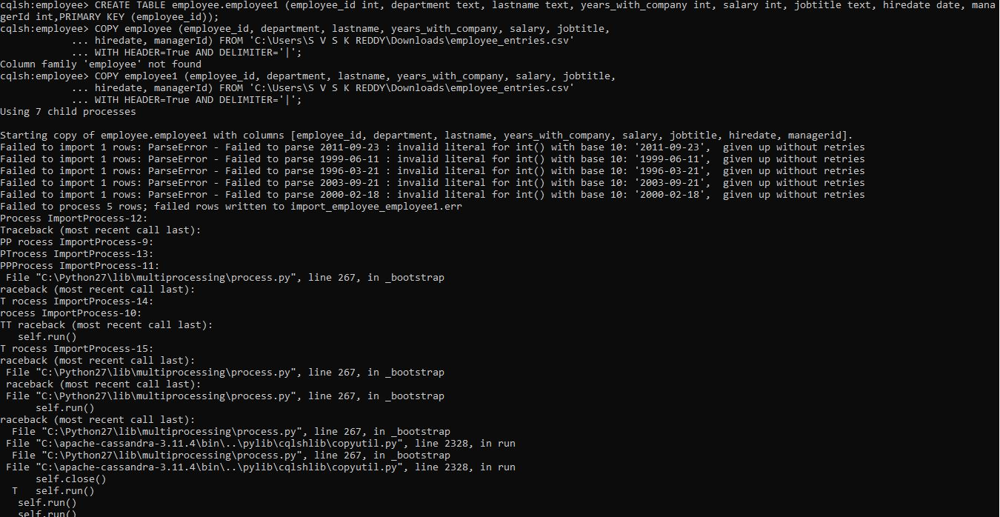 cqlsh:employee> CREATE TABLE employee.employee1 (employee_id int, department text, lastname text, years_with_company int, salary int, jobtitle text, hiredate date, mana
gerId int,PRIMARY KEY (employee_id));
cqlsh:employee> COPY employee (employee_id, department, lastname, years_with_company, salary, jobtitle,
            ... hiredate, managerId) FROM 'C:\Users\S V S K REDDY\Downloads\employee_entries.csv'
            ... WITH HEADER=True AND DELIMITER='|';
Column family 'employee' not found
cqlsh:employee> COPY employee1 (employee_id, department, lastname, years_with_company, salary, jobtitle,
            ... hiredate, managerId) FROM 'C:\Users\S V S K REDDY\Downloads\employee_entries.csv'
            ... WITH HEADER=True AND DELIMITER='|';
Using 7 child processes

Starting copy of employee.employee1 with columns [employee_id, department, lastname, years_with_company, salary, jobtitle, hiredate, managerid].
Failed to import 1 rows: ParseError - Failed to parse 2011-09-23 : invalid literal for int() with base 10: '2011-09-23',  given up without retries
Failed to import 1 rows: ParseError - Failed to parse 1999-06-11 : invalid literal for int() with base 10: '1999-06-11',  given up without retries
Failed to import 1 rows: ParseError - Failed to parse 1996-03-21 : invalid literal for int() with base 10: '1996-03-21',  given up without retries
Failed to import 1 rows: ParseError - Failed to parse 2003-09-21 : invalid literal for int() with base 10: '2003-09-21',  given up without retries
Failed to import 1 rows: ParseError - Failed to parse 2000-02-18 : invalid literal for int() with base 10: '2000-02-18',  given up without retries
Failed to process 5 rows; failed rows written to import_employee_employee1.err
Process ImportProcess-12:
Traceback (most recent call last):
PP rocess ImportProcess-9:
PTrocess ImportProcess-13:
PPProcess ImportProcess-11:
 File "C:\Python27\lib\multiprocessing\process.py", line 267, in _bootstrap
raceback (most recent call last):
T rocess ImportProcess-14:
rocess ImportProcess-10:
TT raceback (most recent call last):
   self.run()
T rocess ImportProcess-15:
raceback (most recent call last):
 File "C:\Python27\lib\multiprocessing\process.py", line 267, in _bootstrap
 raceback (most recent call last):
 File "C:\Python27\lib\multiprocessing\process.py", line 267, in _bootstrap
      self.run()
raceback (most recent call last):
  File "C:\Python27\lib\multiprocessing\process.py", line 267, in _bootstrap
 File "C:\apache-cassandra-3.11.4\bin\..\pylib\cqlshlib\copyutil.py", line 2328, in run
  File "C:\Python27\lib\multiprocessing\process.py", line 267, in _bootstrap
 File "C:\apache-cassandra-3.11.4\bin\..\pylib\cqlshlib\copyutil.py", line 2328, in run
      self.close()
  T   self.run()
   self.run()
   self.run()